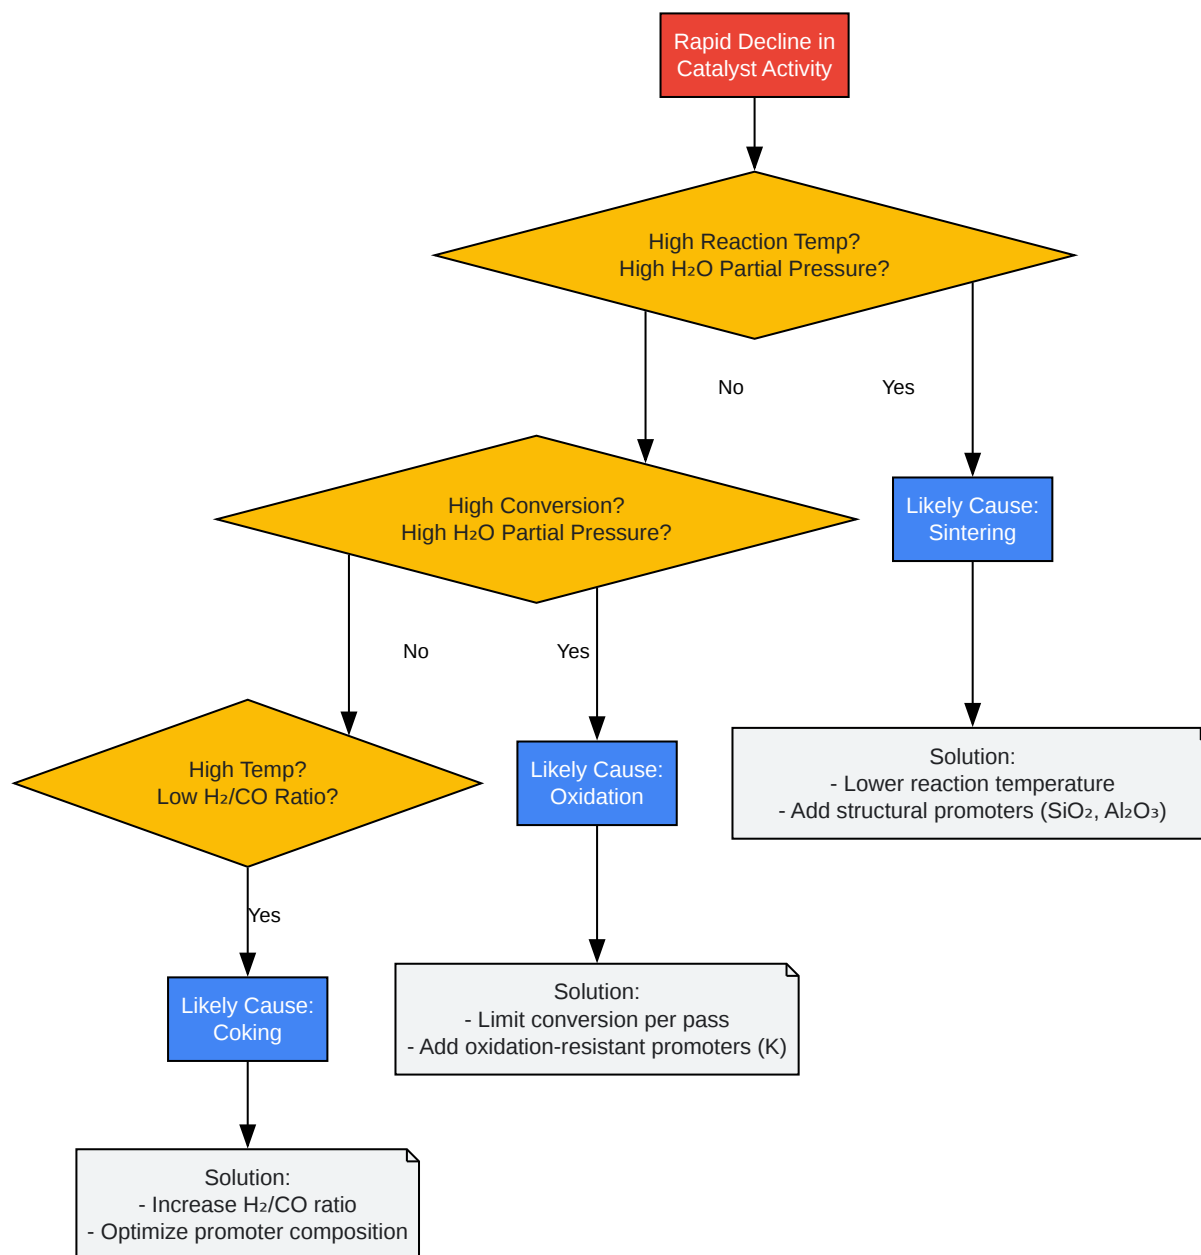 Rapid Decline in
Catalyst Activity
High Reaction Temp?
High H₂O Partial Pressure?
No
Yes
High Conversion?
High H₂O Partial Pressure?
Likely Cause:
Sintering
No
Yes
High Temp?
Low H₂/CO Ratio?
Likely Cause:
Oxidation
Solution:
- Lower reaction temperature
- Add structural promoters (SiO₂, Al₂O₃)
Yes
Likely Cause:
Coking
Solution:
- Limit conversion per pass
- Add oxidation-resistant promoters (K)
Solution:
- Increase H₂/CO ratio
- Optimize promoter composition